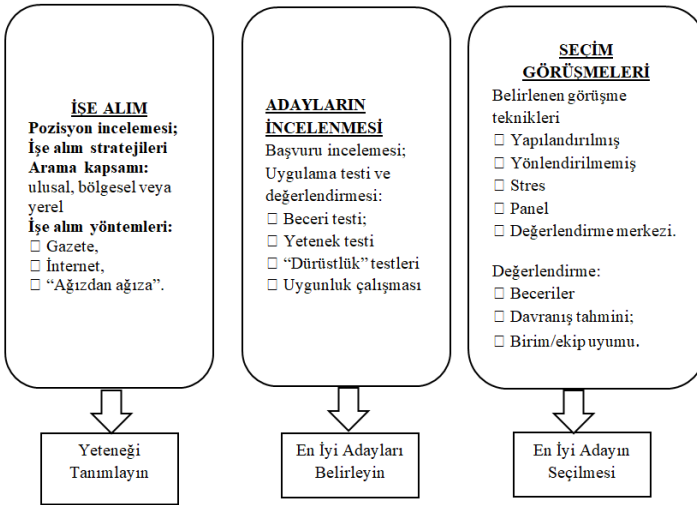 İŞE ALIM
Pozisyon incelemesi;
İşe alım stratejileri
Arama kapsamı:
ulusal, bölgesel veya
yerel
İşe alım yöntemleri:
□ Gazete,
□ İnternet,
□ “Ağızdan ağıza”.
Yeteneği
Tanımlayın
ADAYLARIN
İNCELENMESİ
Başvuru incelemesi;
Uygulama testi ve
değerlendirmesi:
□ Beceri testi;
□ Yetenek testi
□ “Dürüstlük” testleri
□ Uygunluk çalışması
En İyi Adayları
Belirleyin
SEÇİM
GÖRÜŞMELERİ
Belirlenen görüşme
teknikleri
□ Yapılandırılmış
□ Yönlendirilmemiş
□ Stres
□ Panel
□ Değerlendirme merkezi.
Değerlendirme:
□ Beceriler
□ Davranış tahmini;
□ Birim/ekip uyumu.
En İyi Adayın
Seçilmesi